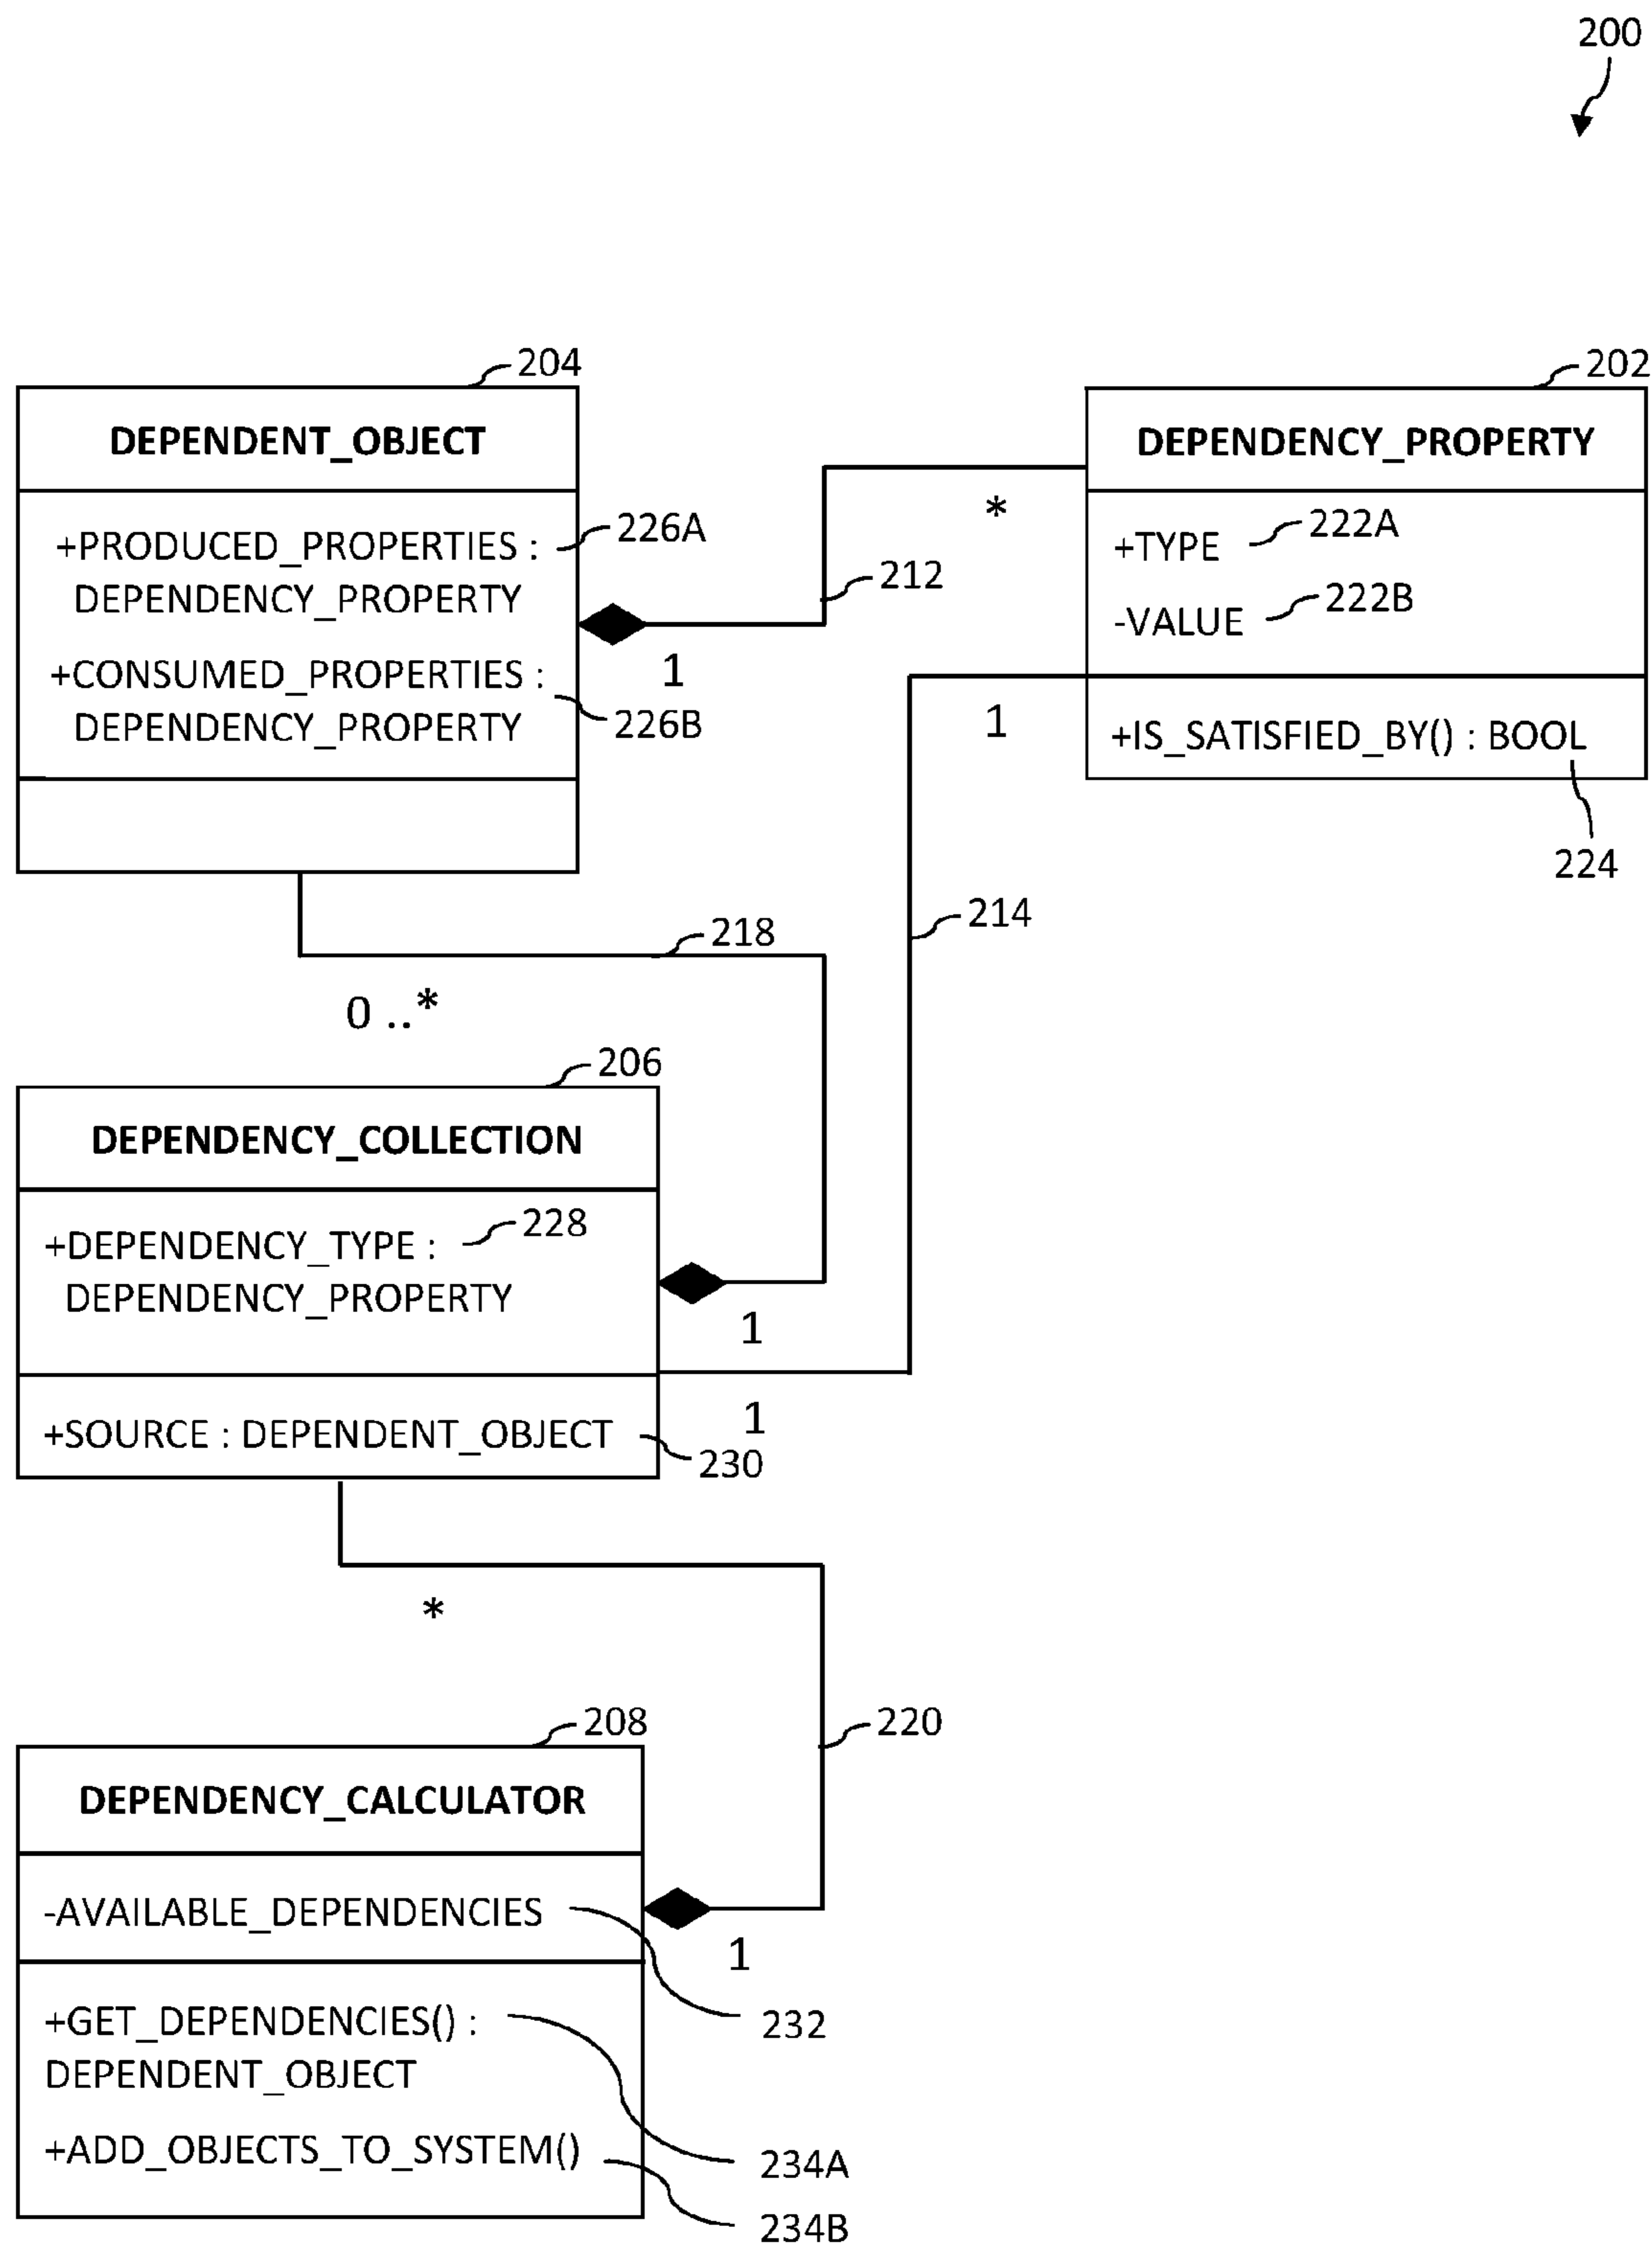 200
204
DEPENDENT_OBJECT
+PRODUCED_PROPERTIES :
DEPENDENCY_PROPERTY
226A
+CONSUMED_PROPERTIES :
DEPENDENCY_PROPERTY
226B
1
212
*
202
DEPENDENCY_PROPERTY
+TYPE
222A
-VALUE
222B
+IS_SATISFIED_BY() : BOOL
224
1
214
218
0 ..*
206
DEPENDENCY_COLLECTION
+DEPENDENCY_TYPE :
228
DEPENDENCY_PROPERTY
1
+SOURCE : DEPENDENT_OBJECT
1
230
*
220
208
DEPENDENCY_CALCULATOR
-AVAILABLE_DEPENDENCIES
1
232
+GET_DEPENDENCIES() :
DEPENDENT_OBJECT
+ADD_OBJECTS_TO_SYSTEM()
234A
234B